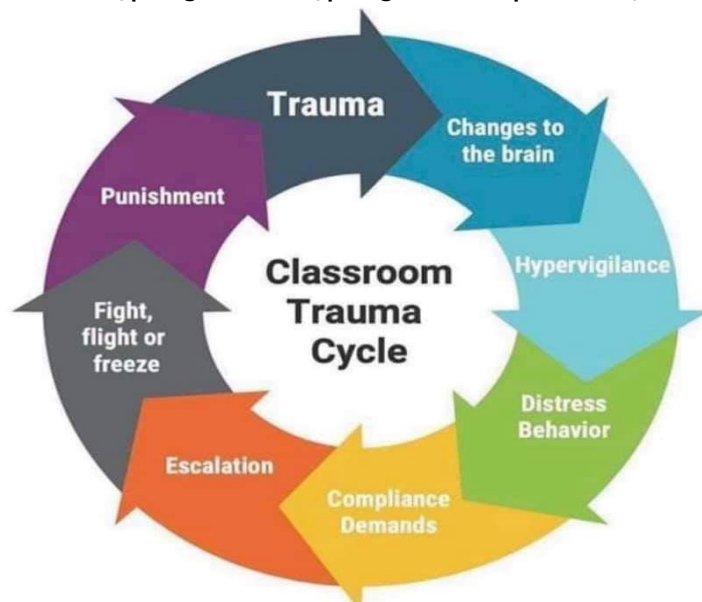 Classroom
Trauma
Cycle
Trauma
Changes to
the brain
Hypervigilance
Distress
Behavior
Compliance
Demands
Escalation
Fight,
flight or
freeze
Punishment